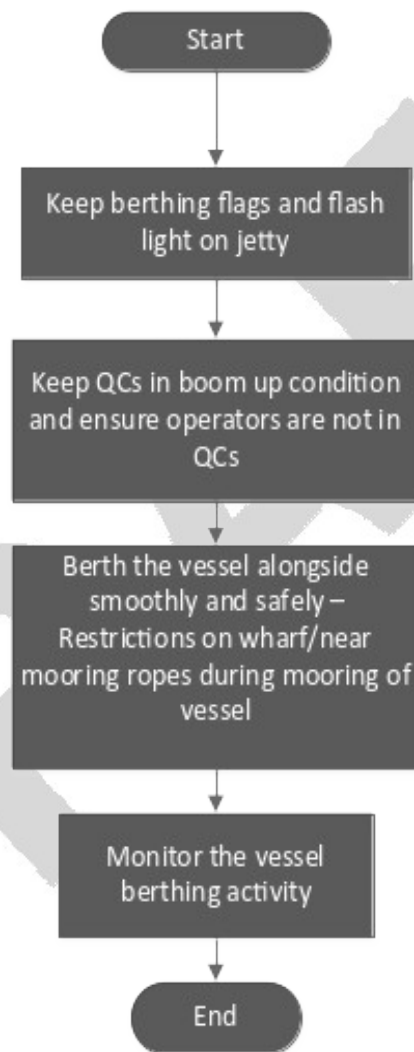 Start
Keep berthing flags and flash
light on jetty
Keep QCs in boom up condition
and ensure operators are not in
QCs
Berth the vessel alongside
smoothly and safely –
Restrictions on wharf/near
mooring ropes during mooring of
vessel
Monitor the vessel
berthing activity
End